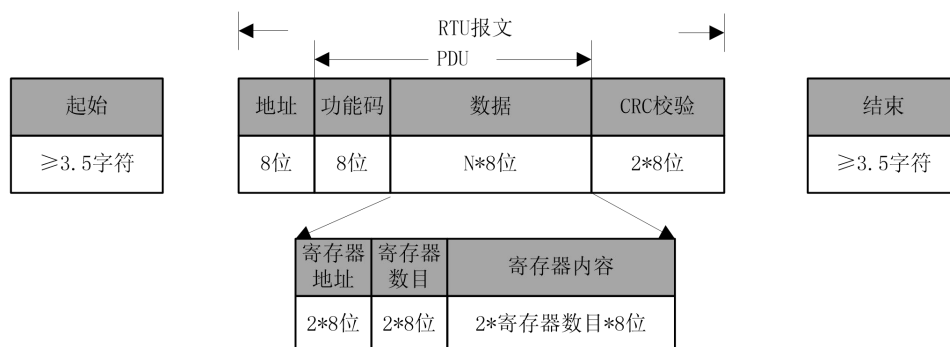 RTU报文
PDU
起始
地址 功能码 数据 CRC校验
结束
≥3.5字符
8位 8位 N*8位 2*8位
≥3.5字符
寄存器
地址
寄存器
数目
寄存器内容
2*8位 2*8位 2*寄存器数目*8位